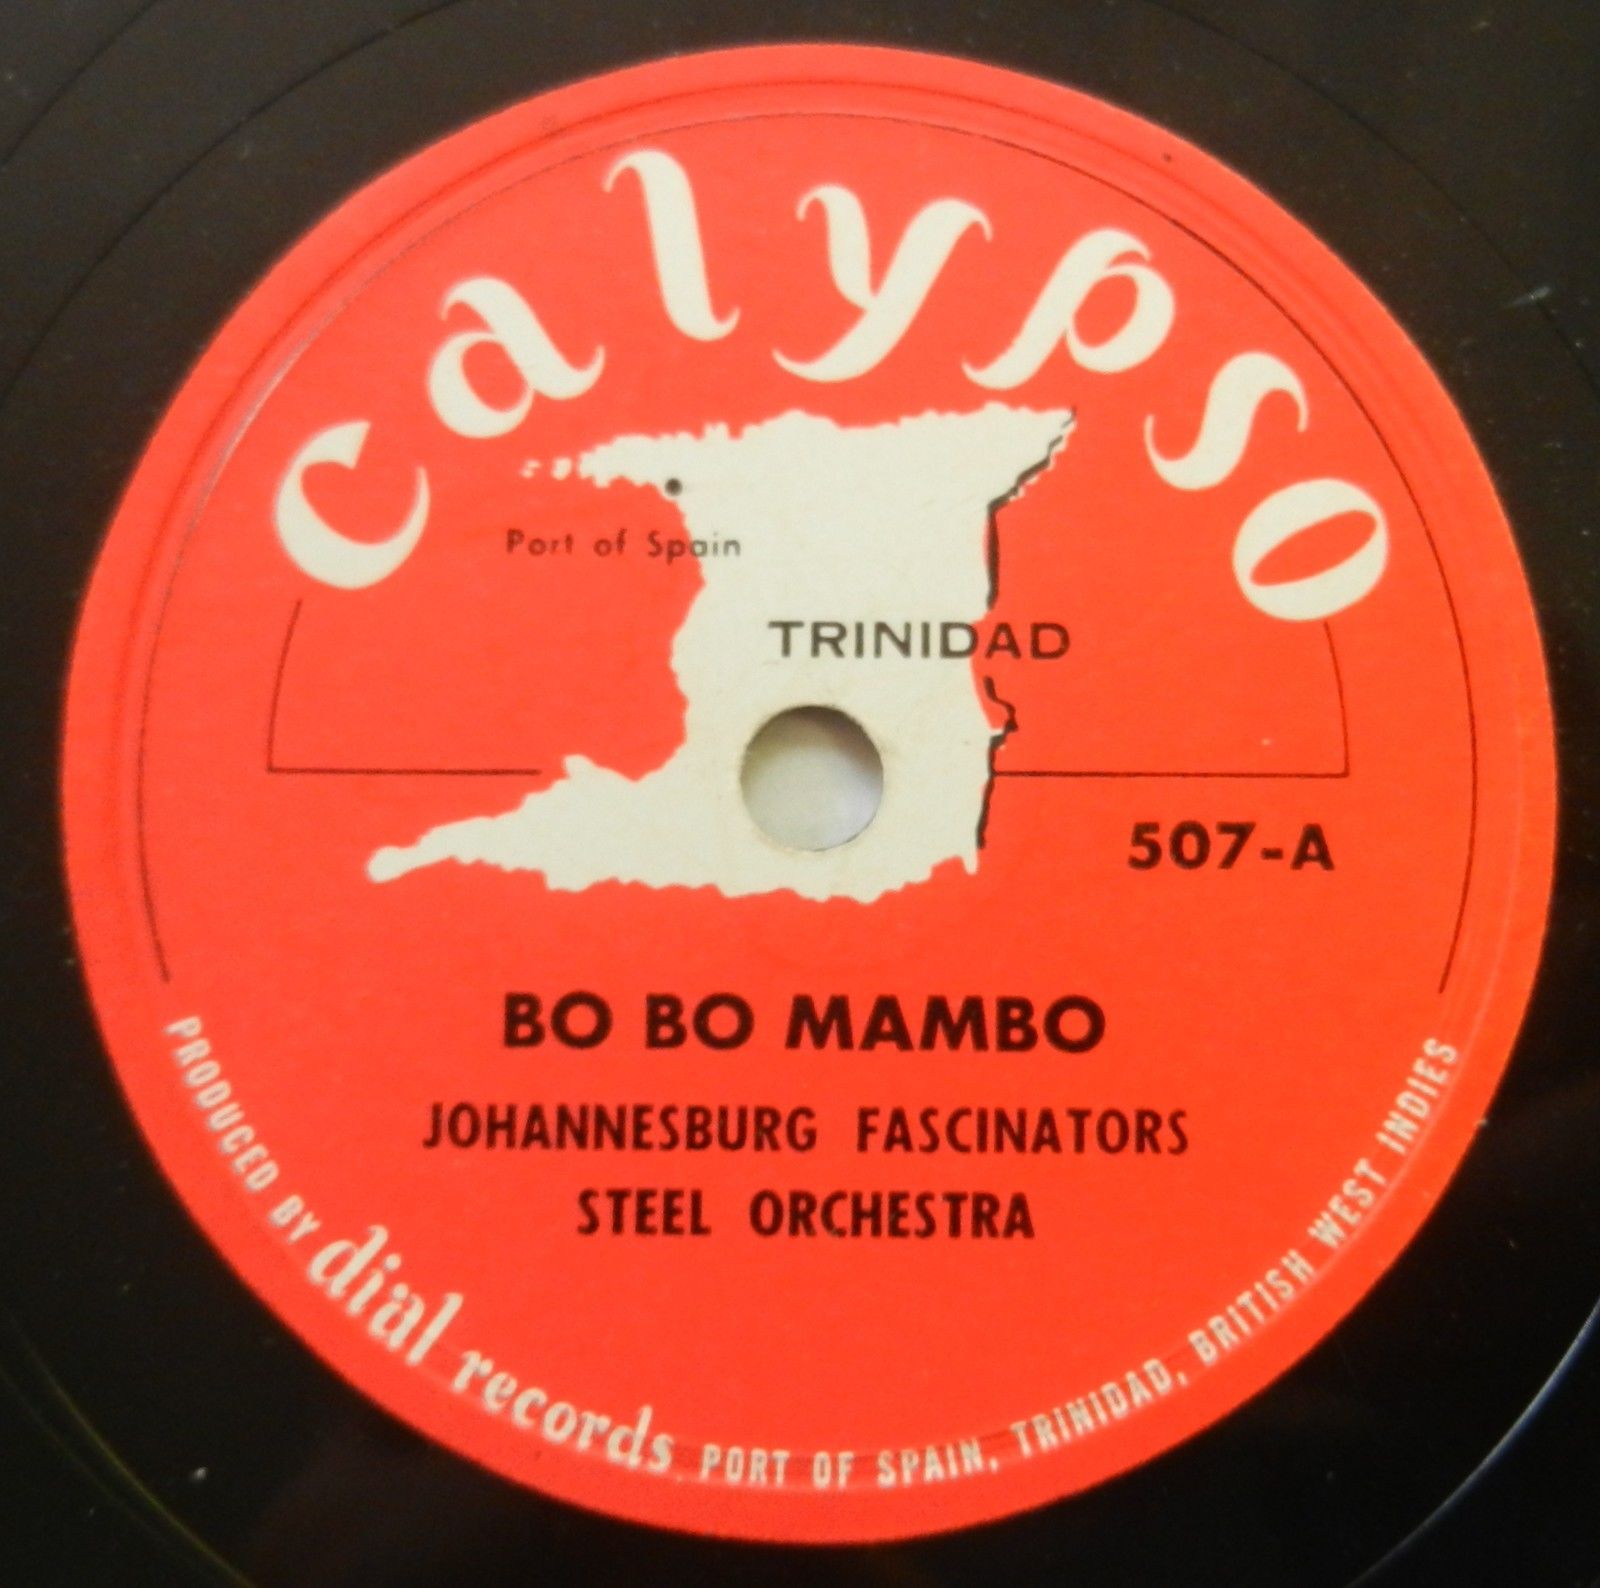 calypso
Port of Spain
TRINIDAD
507-A
BO BO MAMBO
JOHANNESBURG FASCINATORS
STEEL ORCHESTRA
PRODUCED BY dial records PORT OF SPAIN, TRINIDAD, BRITISH WEST INDIES